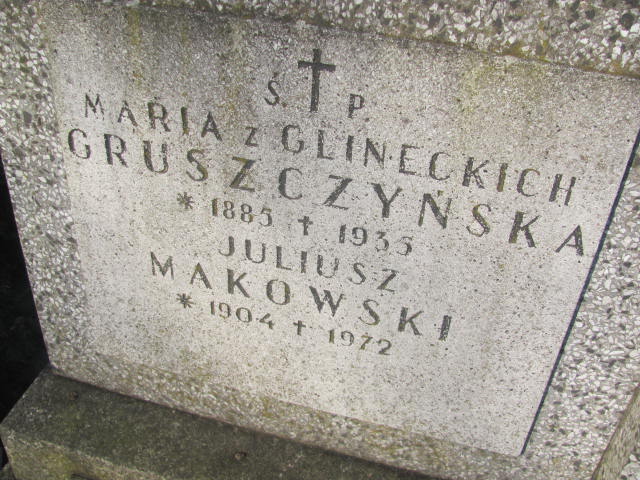 Ś. † P.
MARIA z GLINECKICH
GRUSZCZYŃSKA
* 1885 † 1935
JULIUSZ
MAKOWSKI
* 1904 † 1972